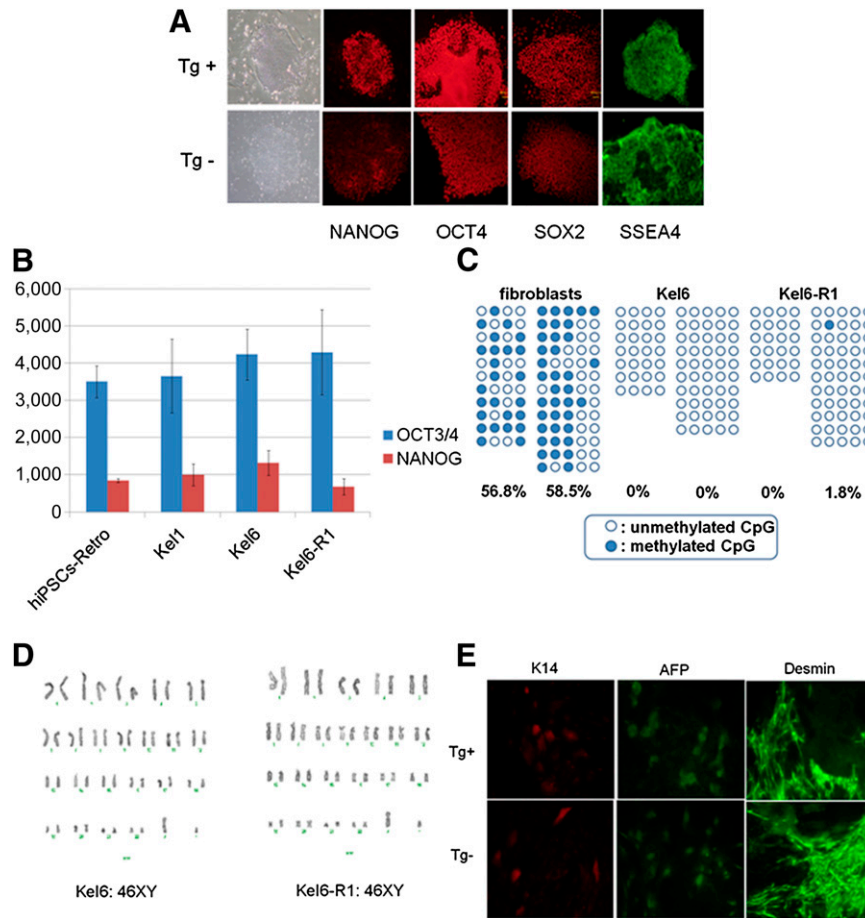 A
Tg +
Tg -
NANOG
OCT4
SOX2
SSEA4
B
6,000
5,000
4,000
3,000
2,000
1,000
0
OCT3/4
NANOG
hiPSCs-Retro
Kel1
Kel6
Kel6-R1
C
fibroblasts
Kel6
Kel6-R1
56.8%
58.5%
0%
0%
0%
1.8%
: unmethylated CpG
: methylated CpG
D
Kel6: 46XY
Kel6-R1: 46XY
E
K14
AFP
Desmin
Tg+
Tg-